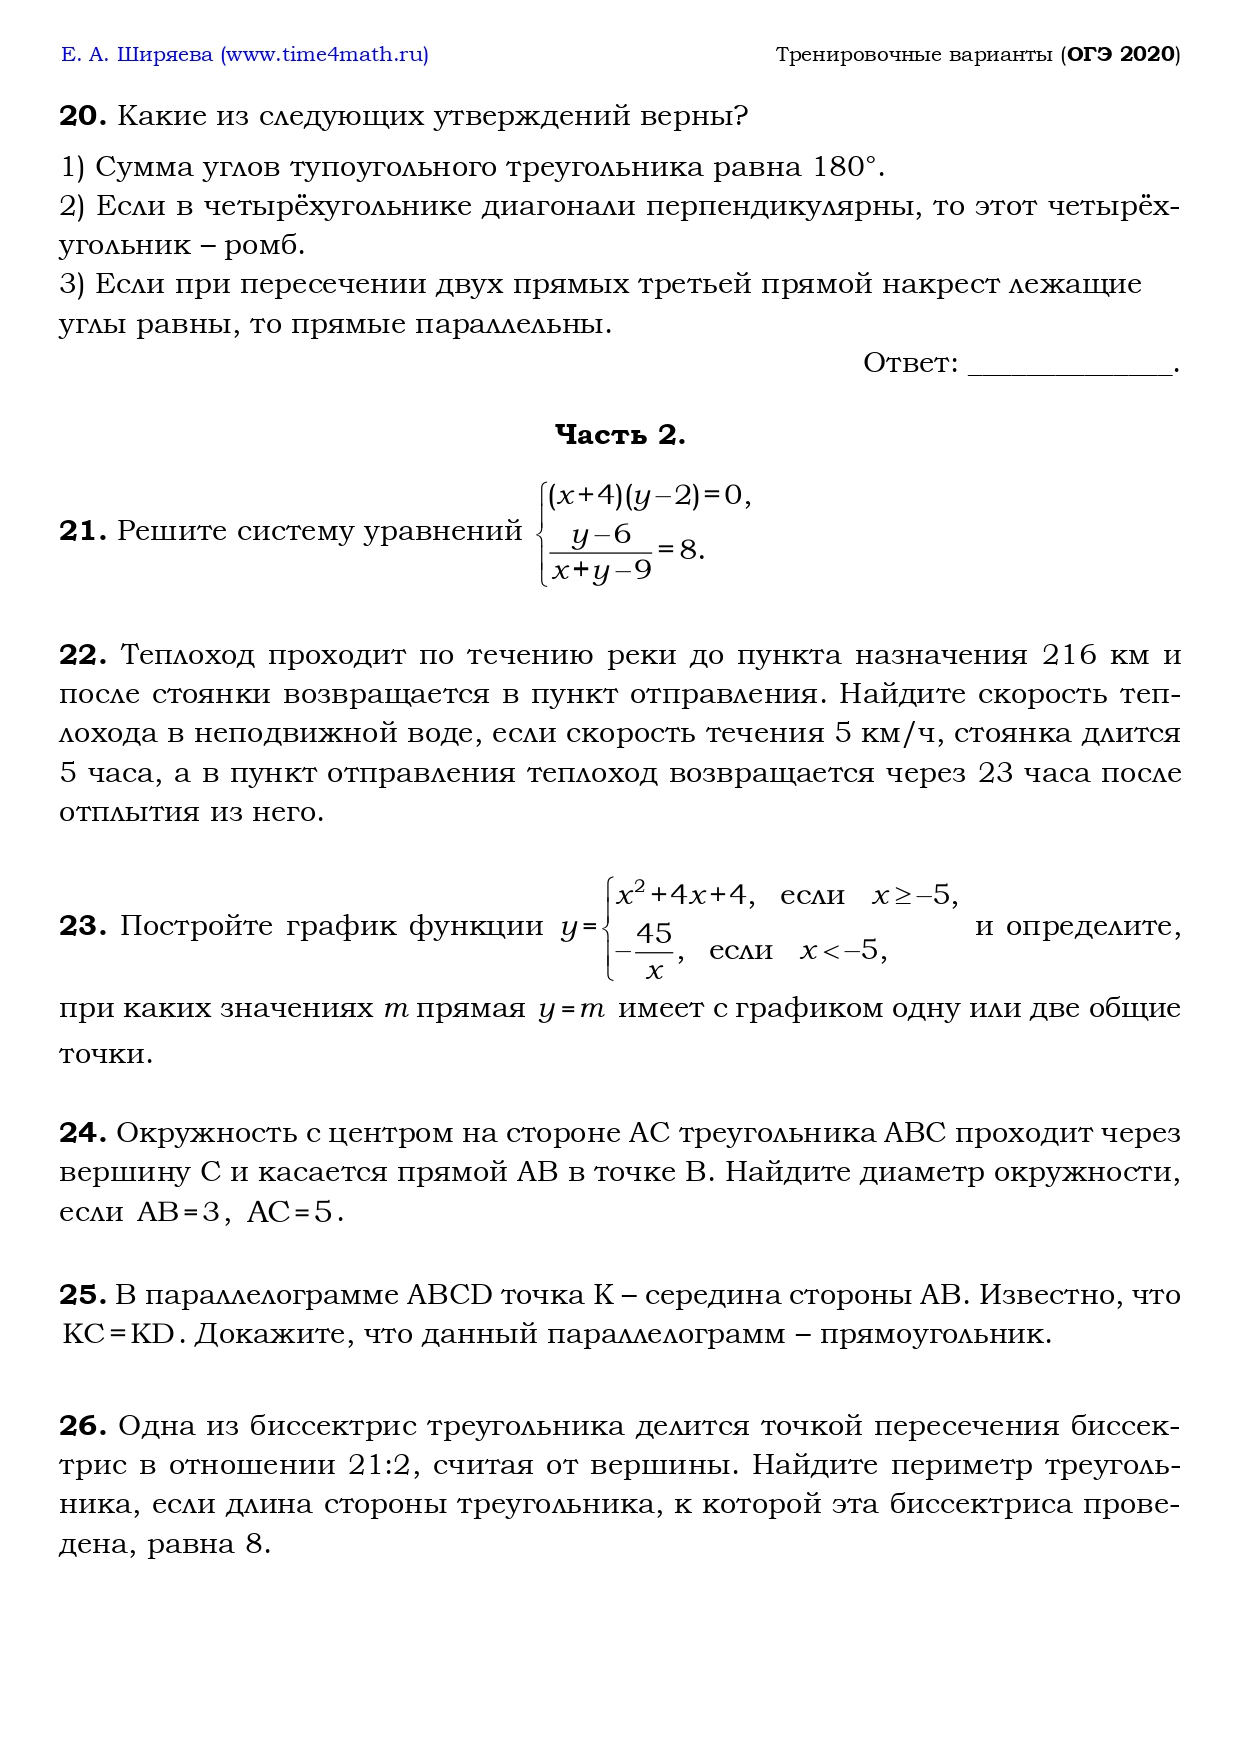 Е. А. Ширяева (www.time4math.ru) Тренировочные варианты (ОГЭ 2020)
20. Какие из следующих утверждений верны?
1) Сумма углов тупоугольного треугольника равна 180°.
2) Если в четырёхугольнике диагонали перпендикулярны, то этот четырёх-
угольник – ромб.
3) Если при пересечении двух прямых третьей прямой накрест лежащие
углы равны, то прямые параллельны.
Ответ: ______________.
Часть 2.
21. Решите систему уравнений { (x+4)(y–2)=0,
(y–6)/(x+y–9)=8.
22. Теплоход проходит по течению реки до пункта назначения 216 км и
после стоянки возвращается в пункт отправления. Найдите скорость теп-
лохода в неподвижной воде, если скорость течения 5 км/ч, стоянка длится
5 часа, а в пункт отправления теплоход возвращается через 23 часа после
отплытия из него.
23. Постройте график функции y={ x²+4x+4, если x≥–5,
–45/x, если x<–5, и определите,
при каких значениях m прямая y=m имеет с графиком одну или две общие
точки.
24. Окружность с центром на стороне AC треугольника ABC проходит через
вершину C и касается прямой AB в точке B. Найдите диаметр окружности,
если AB=3, AC=5.
25. В параллелограмме ABCD точка K – середина стороны AB. Известно, что
KC=KD. Докажите, что данный параллелограмм – прямоугольник.
26. Одна из биссектрис треугольника делится точкой пересечения биссек-
трис в отношении 21:2, считая от вершины. Найдите периметр треуголь-
ника, если длина стороны треугольника, к которой эта биссектриса прове-
дена, равна 8.